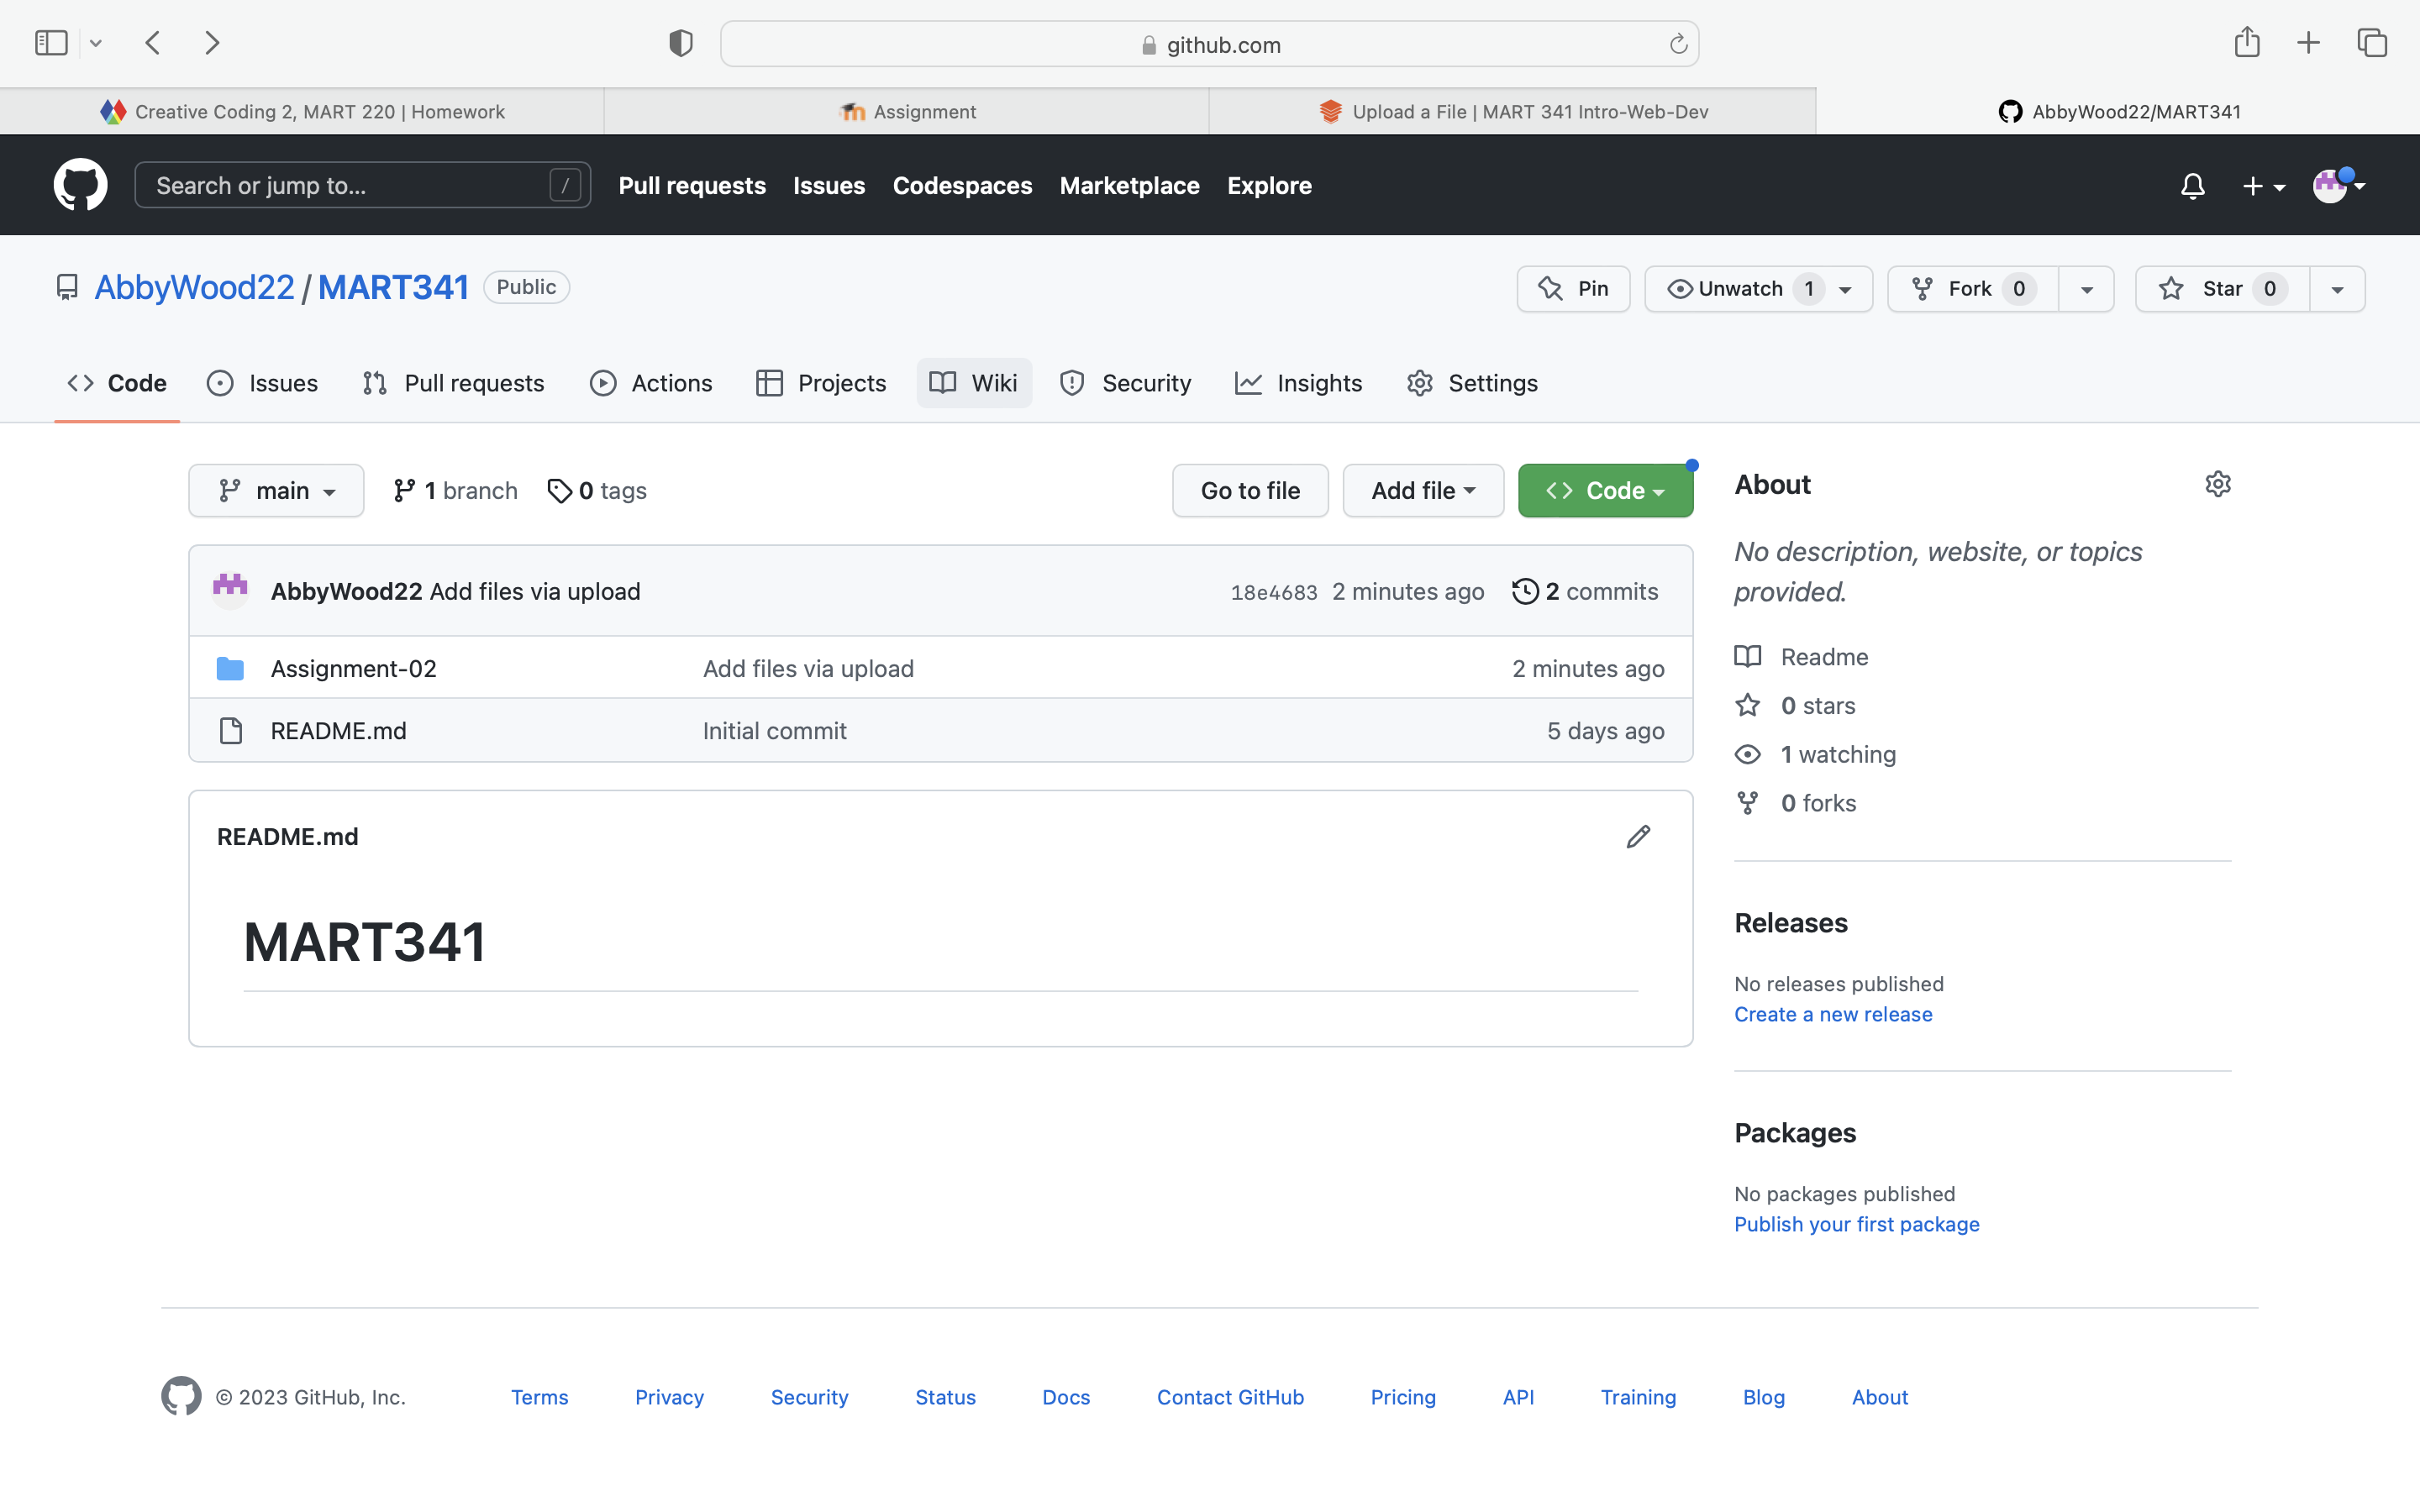 github.com
Creative Coding 2, MART 220 | Homework
Assignment
Upload a File | MART 341 Intro-Web-Dev
AbbyWood22/MART341
Search or jump to... /
Pull requests Issues Codespaces Marketplace Explore
AbbyWood22 / MART341 Public
Pin
Unwatch 1
Fork 0
Star 0
Code Issues Pull requests Actions Projects Wiki Security Insights Settings
main 1 branch 0 tags
Go to file Add file Code
AbbyWood22 Add files via upload 18e4683 2 minutes ago 2 commits
Assignment-02 Add files via upload 2 minutes ago
README.md Initial commit 5 days ago
README.md
MART341
About
No description, website, or topics
provided.
Readme
0 stars
1 watching
0 forks
Releases
No releases published
Create a new release
Packages
No packages published
Publish your first package
© 2023 GitHub, Inc. Terms Privacy Security Status Docs Contact GitHub Pricing API Training Blog About